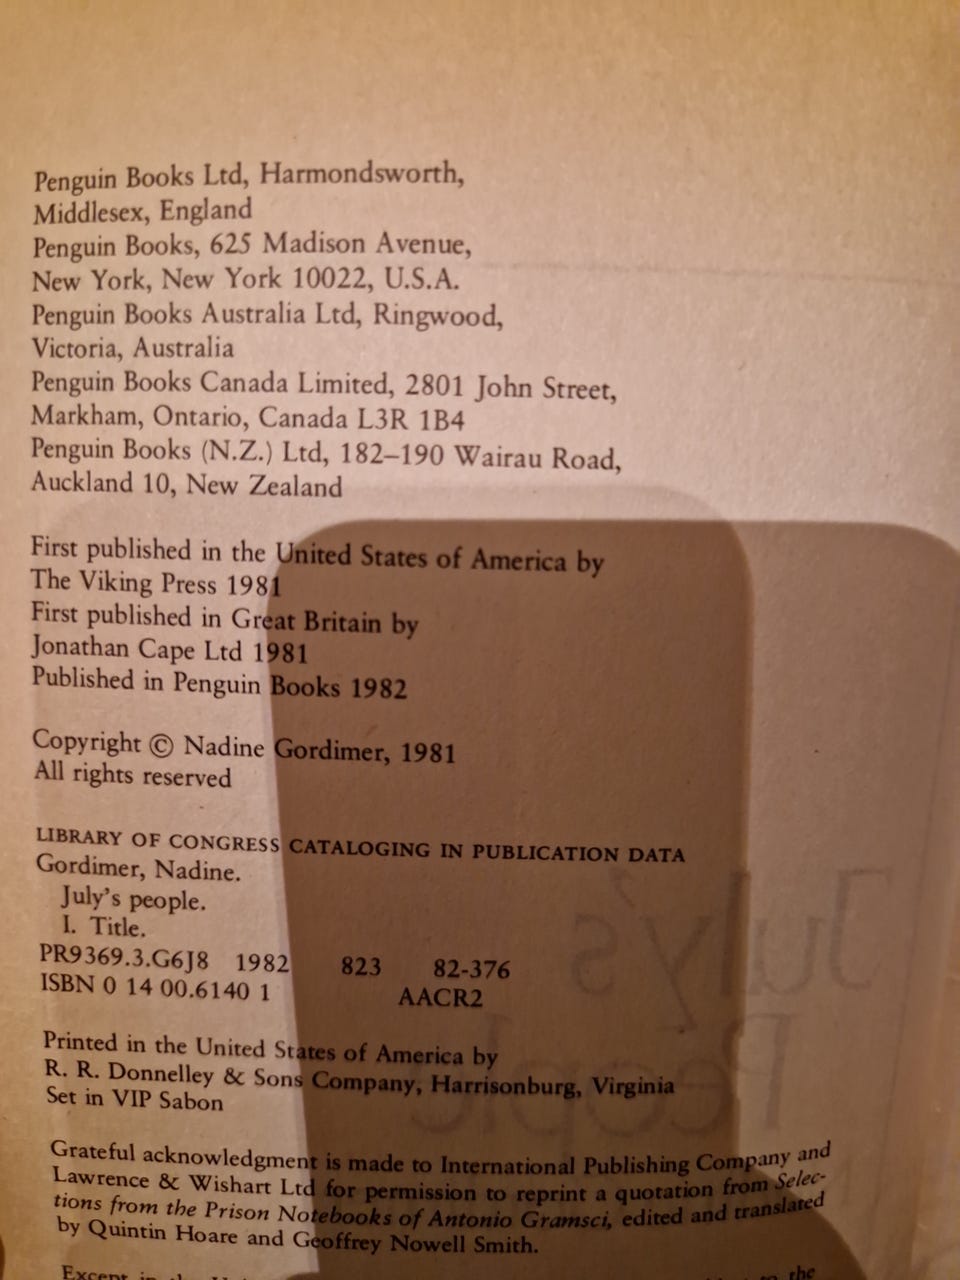 Penguin Books Ltd, Harmondsworth,
Middlesex, England
Penguin Books, 625 Madison Avenue,
New York, New York 10022, U.S.A.
Penguin Books Australia Ltd, Ringwood,
Victoria, Australia
Penguin Books Canada Limited, 2801 John Street,
Markham, Ontario, Canada L3R 1B4
Penguin Books (N.Z.) Ltd, 182–190 Wairau Road,
Auckland 10, New Zealand
First published in the United States of America by
The Viking Press 1981
First published in Great Britain by
Jonathan Cape Ltd 1981
Published in Penguin Books 1982
Copyright © Nadine Gordimer, 1981
All rights reserved
LIBRARY OF CONGRESS CATALOGING IN PUBLICATION DATA
Gordimer, Nadine.
July's people.
I. Title.
PR9369.3.G6J8 1982 823 82-376
ISBN 0 14 00.6140 1 AACR2
Printed in the United States of America by
R. R. Donnelley & Sons Company, Harrisonburg, Virginia
Set in VIP Sabon
Grateful acknowledgment is made to International Publishing Company and
Lawrence & Wishart Ltd for permission to reprint a quotation from Selec-
tions from the Prison Notebooks of Antonio Gramsci, edited and translated
by Quintin Hoare and Geoffrey Nowell Smith.
Except in the
July's
People